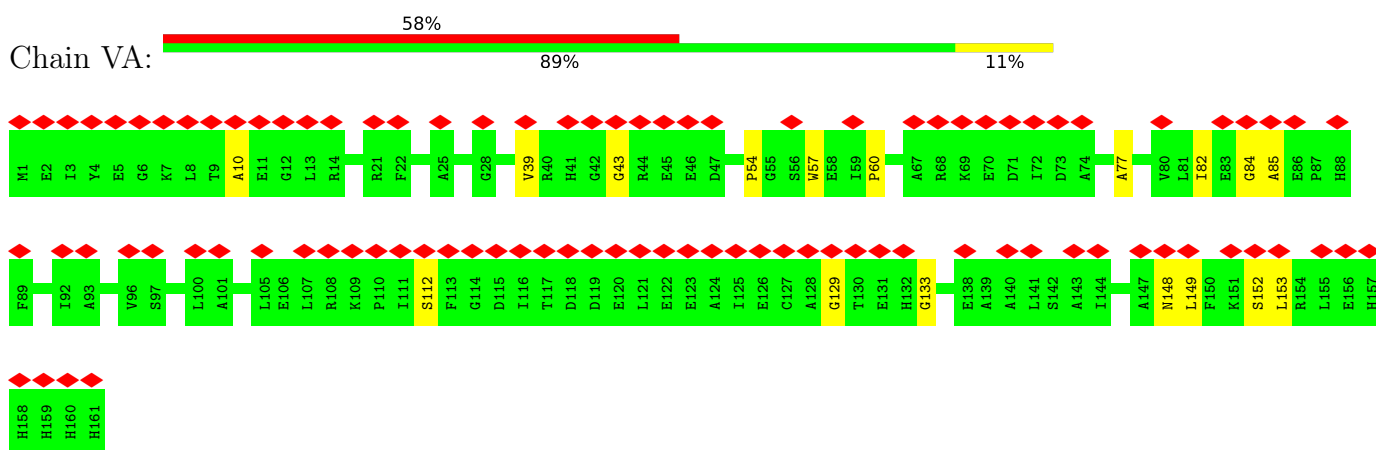 58%
Chain VA:
89% 11%
M1 E2 I3 Y4 E5 G6 K7 L8 T9 A10 E11 G12 L13 R14 R21 F22 A25 G28 V39 R40 H41 G42 G43 R44 E45 E46 D47 P54 G55 S56 W57 E58 I59 P60 A67 R68 K69 E70 D71 I72 D73 A74 A77 V80 L81 I82 E83 G84 A85 E86 P87 H88
F89 I92 A93 V96 S97 L100 A101 L105 E106 L107 R108 K109 P110 I111 S112 F113 G114 D115 I116 T117 D118 D119 E120 L121 E122 E123 A124 I125 E126 C127 A128 G129 T130 E131 H132 G133 E138 A139 A140 L141 S142 A143 I144 A147 N148 L149 F150 K151 S152 L153 R154 L155 E156 H157
H158 H159 H160 H161